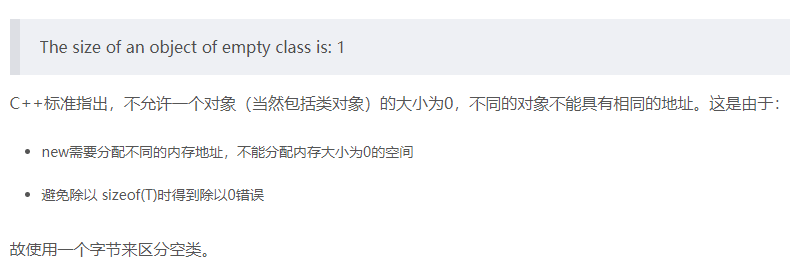 The size of an object of empty class is: 1
C++标准指出，不允许一个对象（当然包括类对象）的大小为0，不同的对象不能具有相同的地址。这是由于：
new需要分配不同的内存地址，不能分配内存大小为0的空间
避免除以 sizeof(T)时得到除以0错误
故使用一个字节来区分空类。